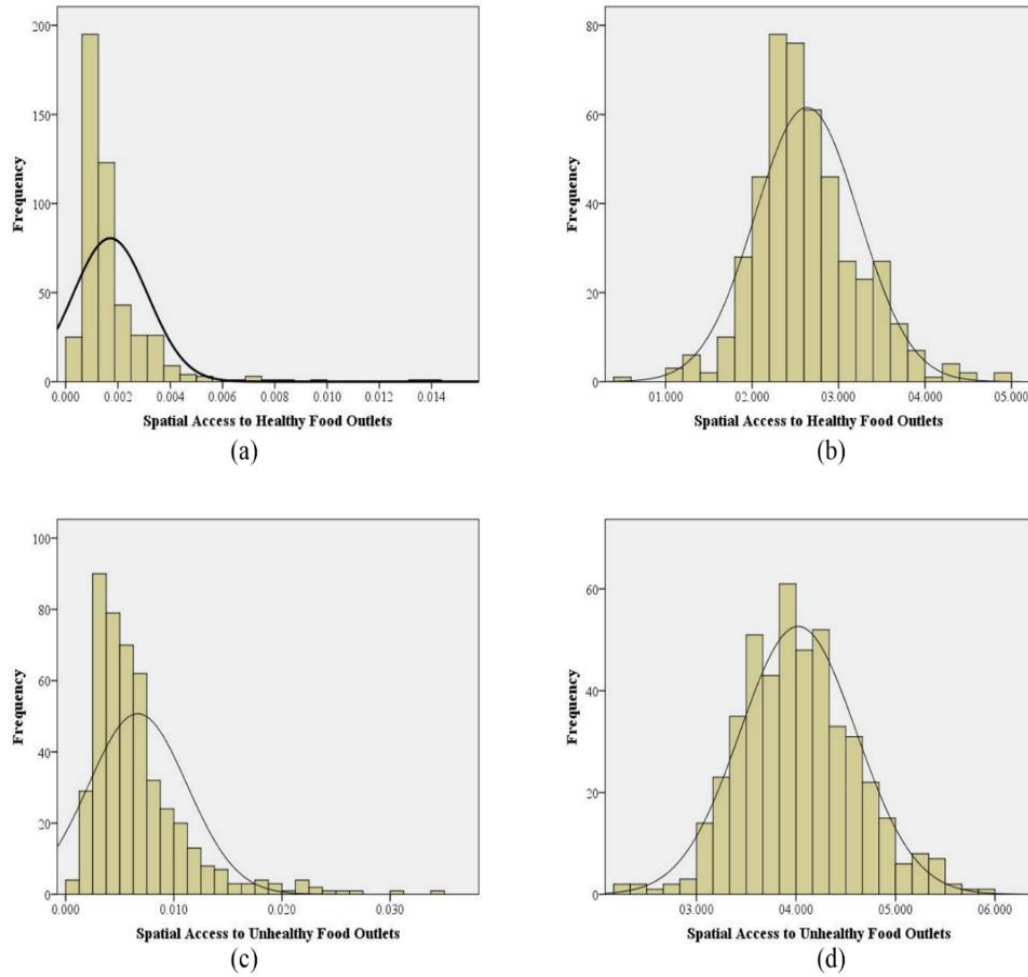 200
150
100
50
0
Frequency
0.000 0.002 0.004 0.006 0.008 0.010 0.012 0.014
Spatial Access to Healthy Food Outlets
(a)
80
60
40
20
0
Frequency
01.000 02.000 03.000 04.000 05.000
Spatial Access to Healthy Food Outlets
(b)
100
80
60
40
20
0
Frequency
0.000 0.010 0.020 0.030
Spatial Access to Unhealthy Food Outlets
(c)
60
40
20
0
Frequency
03.000 04.000 05.000 06.000
Spatial Access to Unhealthy Food Outlets
(d)